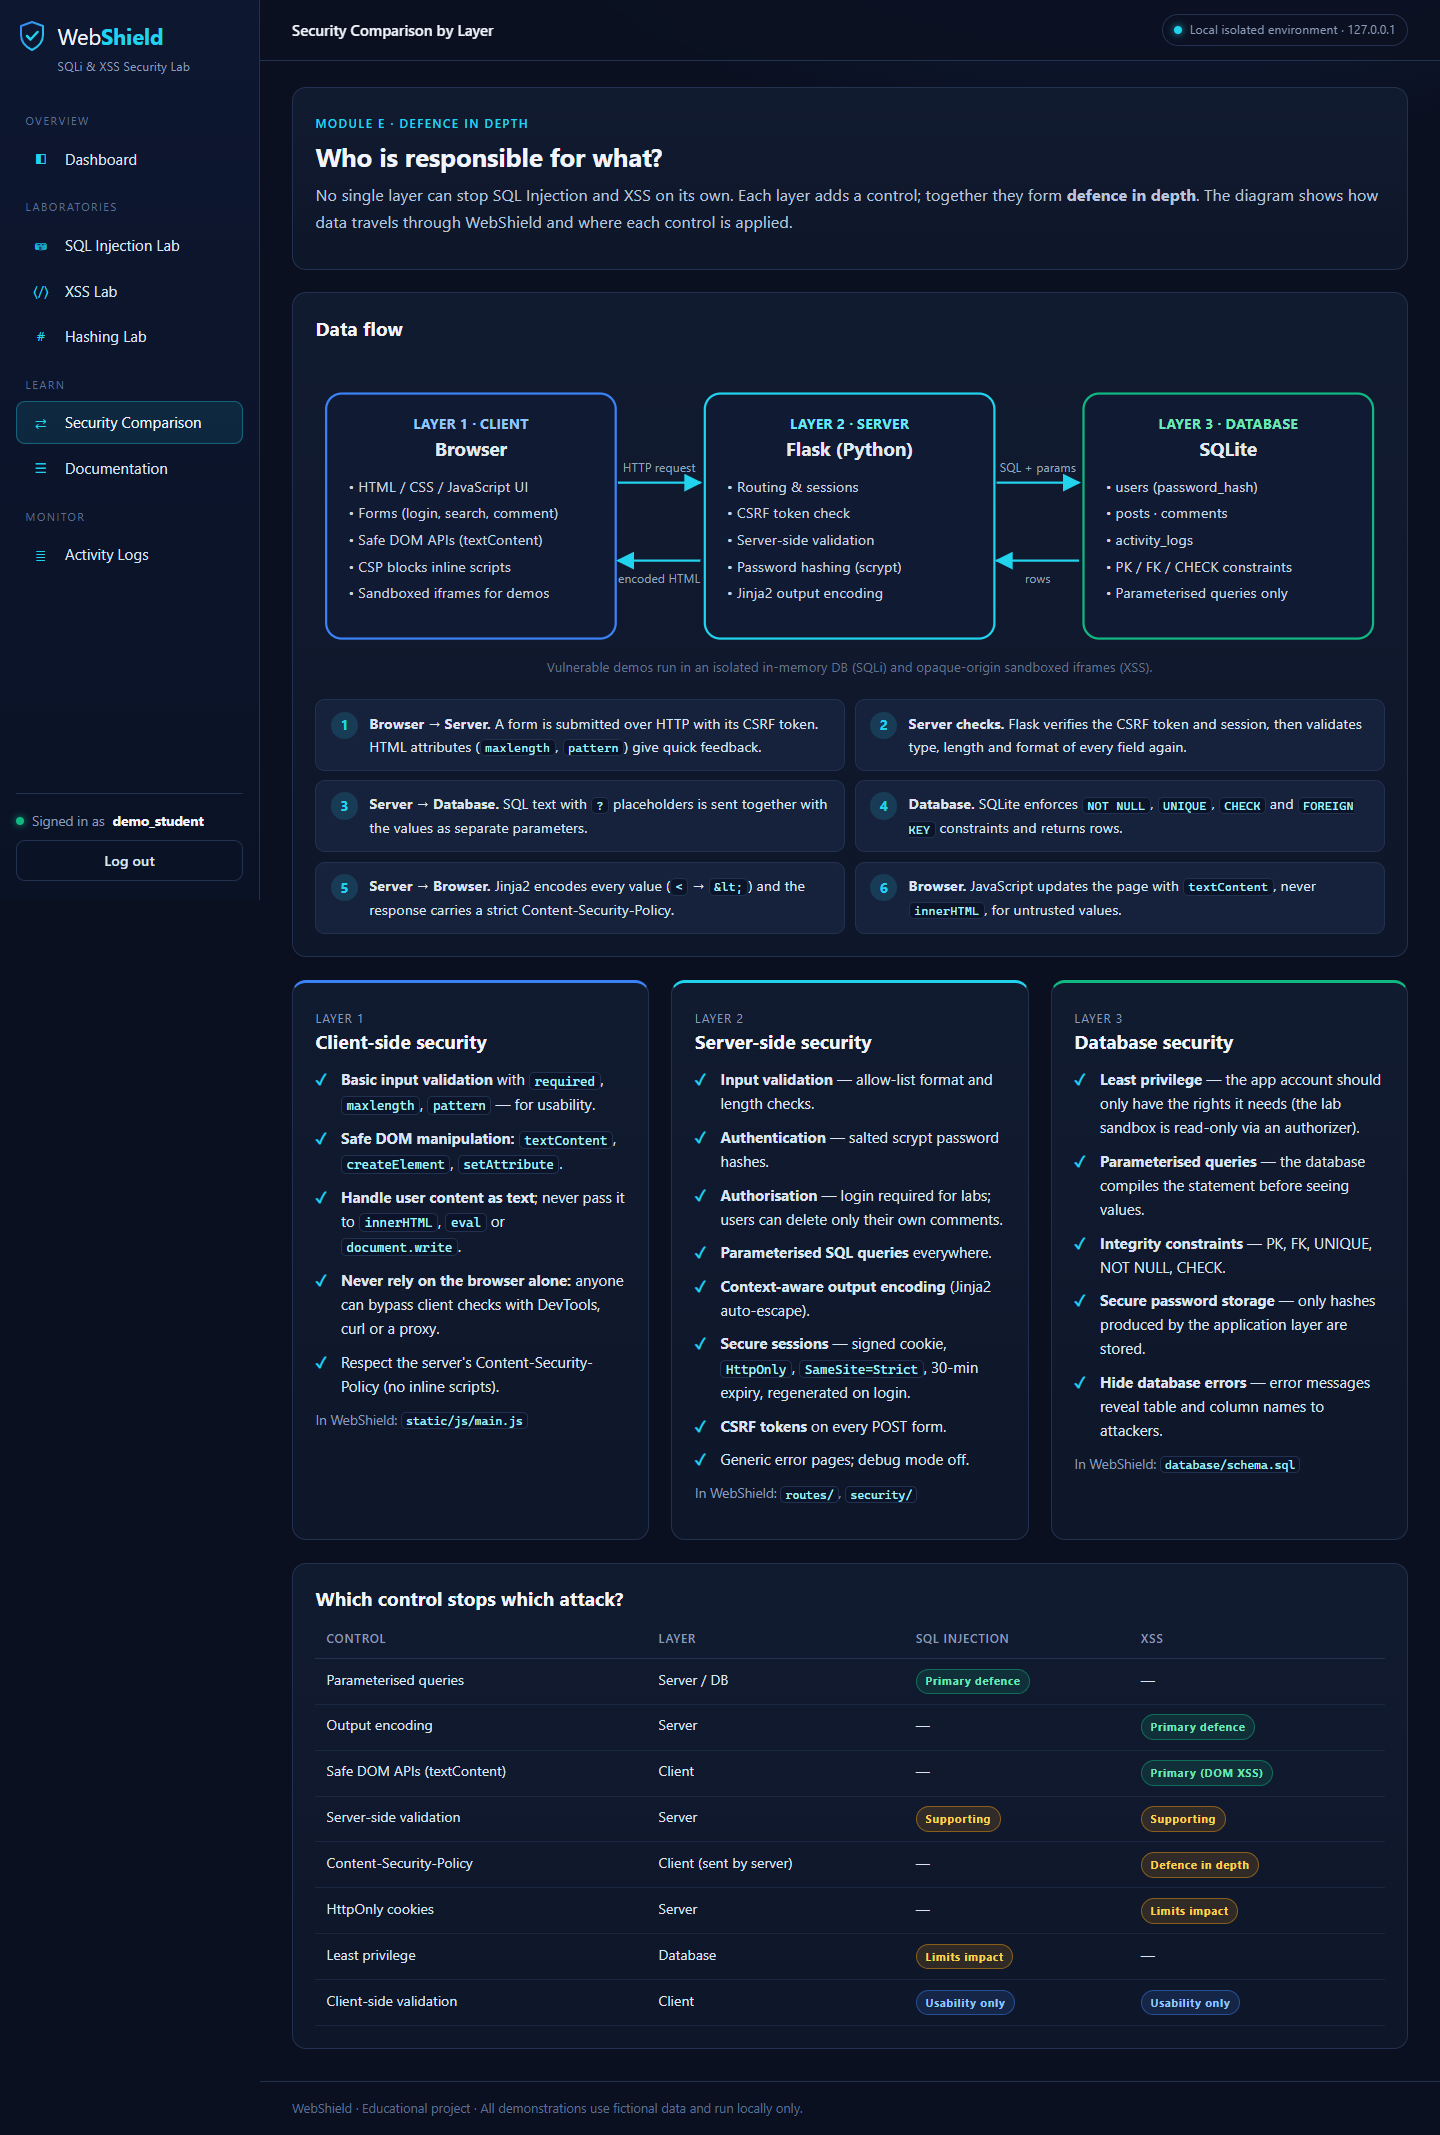 WebShield
SQLi & XSS Security Lab
OVERVIEW
Dashboard
LABORATORIES
SQL Injection Lab
XSS Lab
# Hashing Lab
LEARN
Security Comparison
Documentation
MONITOR
Activity Logs
Signed in as demo_student
Log out
Security Comparison by Layer
Local isolated environment · 127.0.0.1
MODULE E · DEFENCE IN DEPTH
Who is responsible for what?
No single layer can stop SQL Injection and XSS on its own. Each layer adds a control; together they form defence in depth. The diagram shows how
data travels through WebShield and where each control is applied.
Data flow
LAYER 1 · CLIENT
Browser
• HTML / CSS / JavaScript UI
• Forms (login, search, comment)
• Safe DOM APIs (textContent)
• CSP blocks inline scripts
• Sandboxed iframes for demos
HTTP request
encoded HTML
LAYER 2 · SERVER
Flask (Python)
• Routing & sessions
• CSRF token check
• Server-side validation
• Password hashing (scrypt)
• Jinja2 output encoding
SQL + params
rows
LAYER 3 · DATABASE
SQLite
• users (password_hash)
• posts · comments
• activity_logs
• PK / FK / CHECK constraints
• Parameterised queries only
Vulnerable demos run in an isolated in-memory DB (SQLi) and opaque-origin sandboxed iframes (XSS).
1 Browser → Server. A form is submitted over HTTP with its CSRF token.
HTML attributes ( maxlength , pattern ) give quick feedback.
2 Server checks. Flask verifies the CSRF token and session, then validates
type, length and format of every field again.
3 Server → Database. SQL text with ? placeholders is sent together with
the values as separate parameters.
4 Database. SQLite enforces NOT NULL , UNIQUE , CHECK and FOREIGN
KEY constraints and returns rows.
5 Server → Browser. Jinja2 encodes every value ( < → &lt; ) and the
response carries a strict Content-Security-Policy.
6 Browser. JavaScript updates the page with textContent , never
innerHTML , for untrusted values.
LAYER 1
Client-side security
✓ Basic input validation with required ,
maxlength , pattern — for usability.
✓ Safe DOM manipulation: textContent ,
createElement , setAttribute .
✓ Handle user content as text; never pass it
to innerHTML , eval or
document.write .
✓ Never rely on the browser alone: anyone
can bypass client checks with DevTools,
curl or a proxy.
✓ Respect the server's Content-Security-
Policy (no inline scripts).
In WebShield: static/js/main.js
LAYER 2
Server-side security
✓ Input validation — allow-list format and
length checks.
✓ Authentication — salted scrypt password
hashes.
✓ Authorisation — login required for labs;
users can delete only their own comments.
✓ Parameterised SQL queries everywhere.
✓ Context-aware output encoding (Jinja2
auto-escape).
✓ Secure sessions — signed cookie,
HttpOnly , SameSite=Strict , 30-min
expiry, regenerated on login.
✓ CSRF tokens on every POST form.
✓ Generic error pages; debug mode off.
In WebShield: routes/ , security/
LAYER 3
Database security
✓ Least privilege — the app account should
only have the rights it needs (the lab
sandbox is read-only via an authorizer).
✓ Parameterised queries — the database
compiles the statement before seeing
values.
✓ Integrity constraints — PK, FK, UNIQUE,
NOT NULL, CHECK.
✓ Secure password storage — only hashes
produced by the application layer are
stored.
✓ Hide database errors — error messages
reveal table and column names to
attackers.
In WebShield: database/schema.sql
Which control stops which attack?
CONTROL LAYER SQL INJECTION XSS
Parameterised queries Server / DB Primary defence —
Output encoding Server — Primary defence
Safe DOM APIs (textContent) Client — Primary (DOM XSS)
Server-side validation Server Supporting Supporting
Content-Security-Policy Client (sent by server) — Defence in depth
HttpOnly cookies Server — Limits impact
Least privilege Database Limits impact —
Client-side validation Client Usability only Usability only
WebShield · Educational project · All demonstrations use fictional data and run locally only.